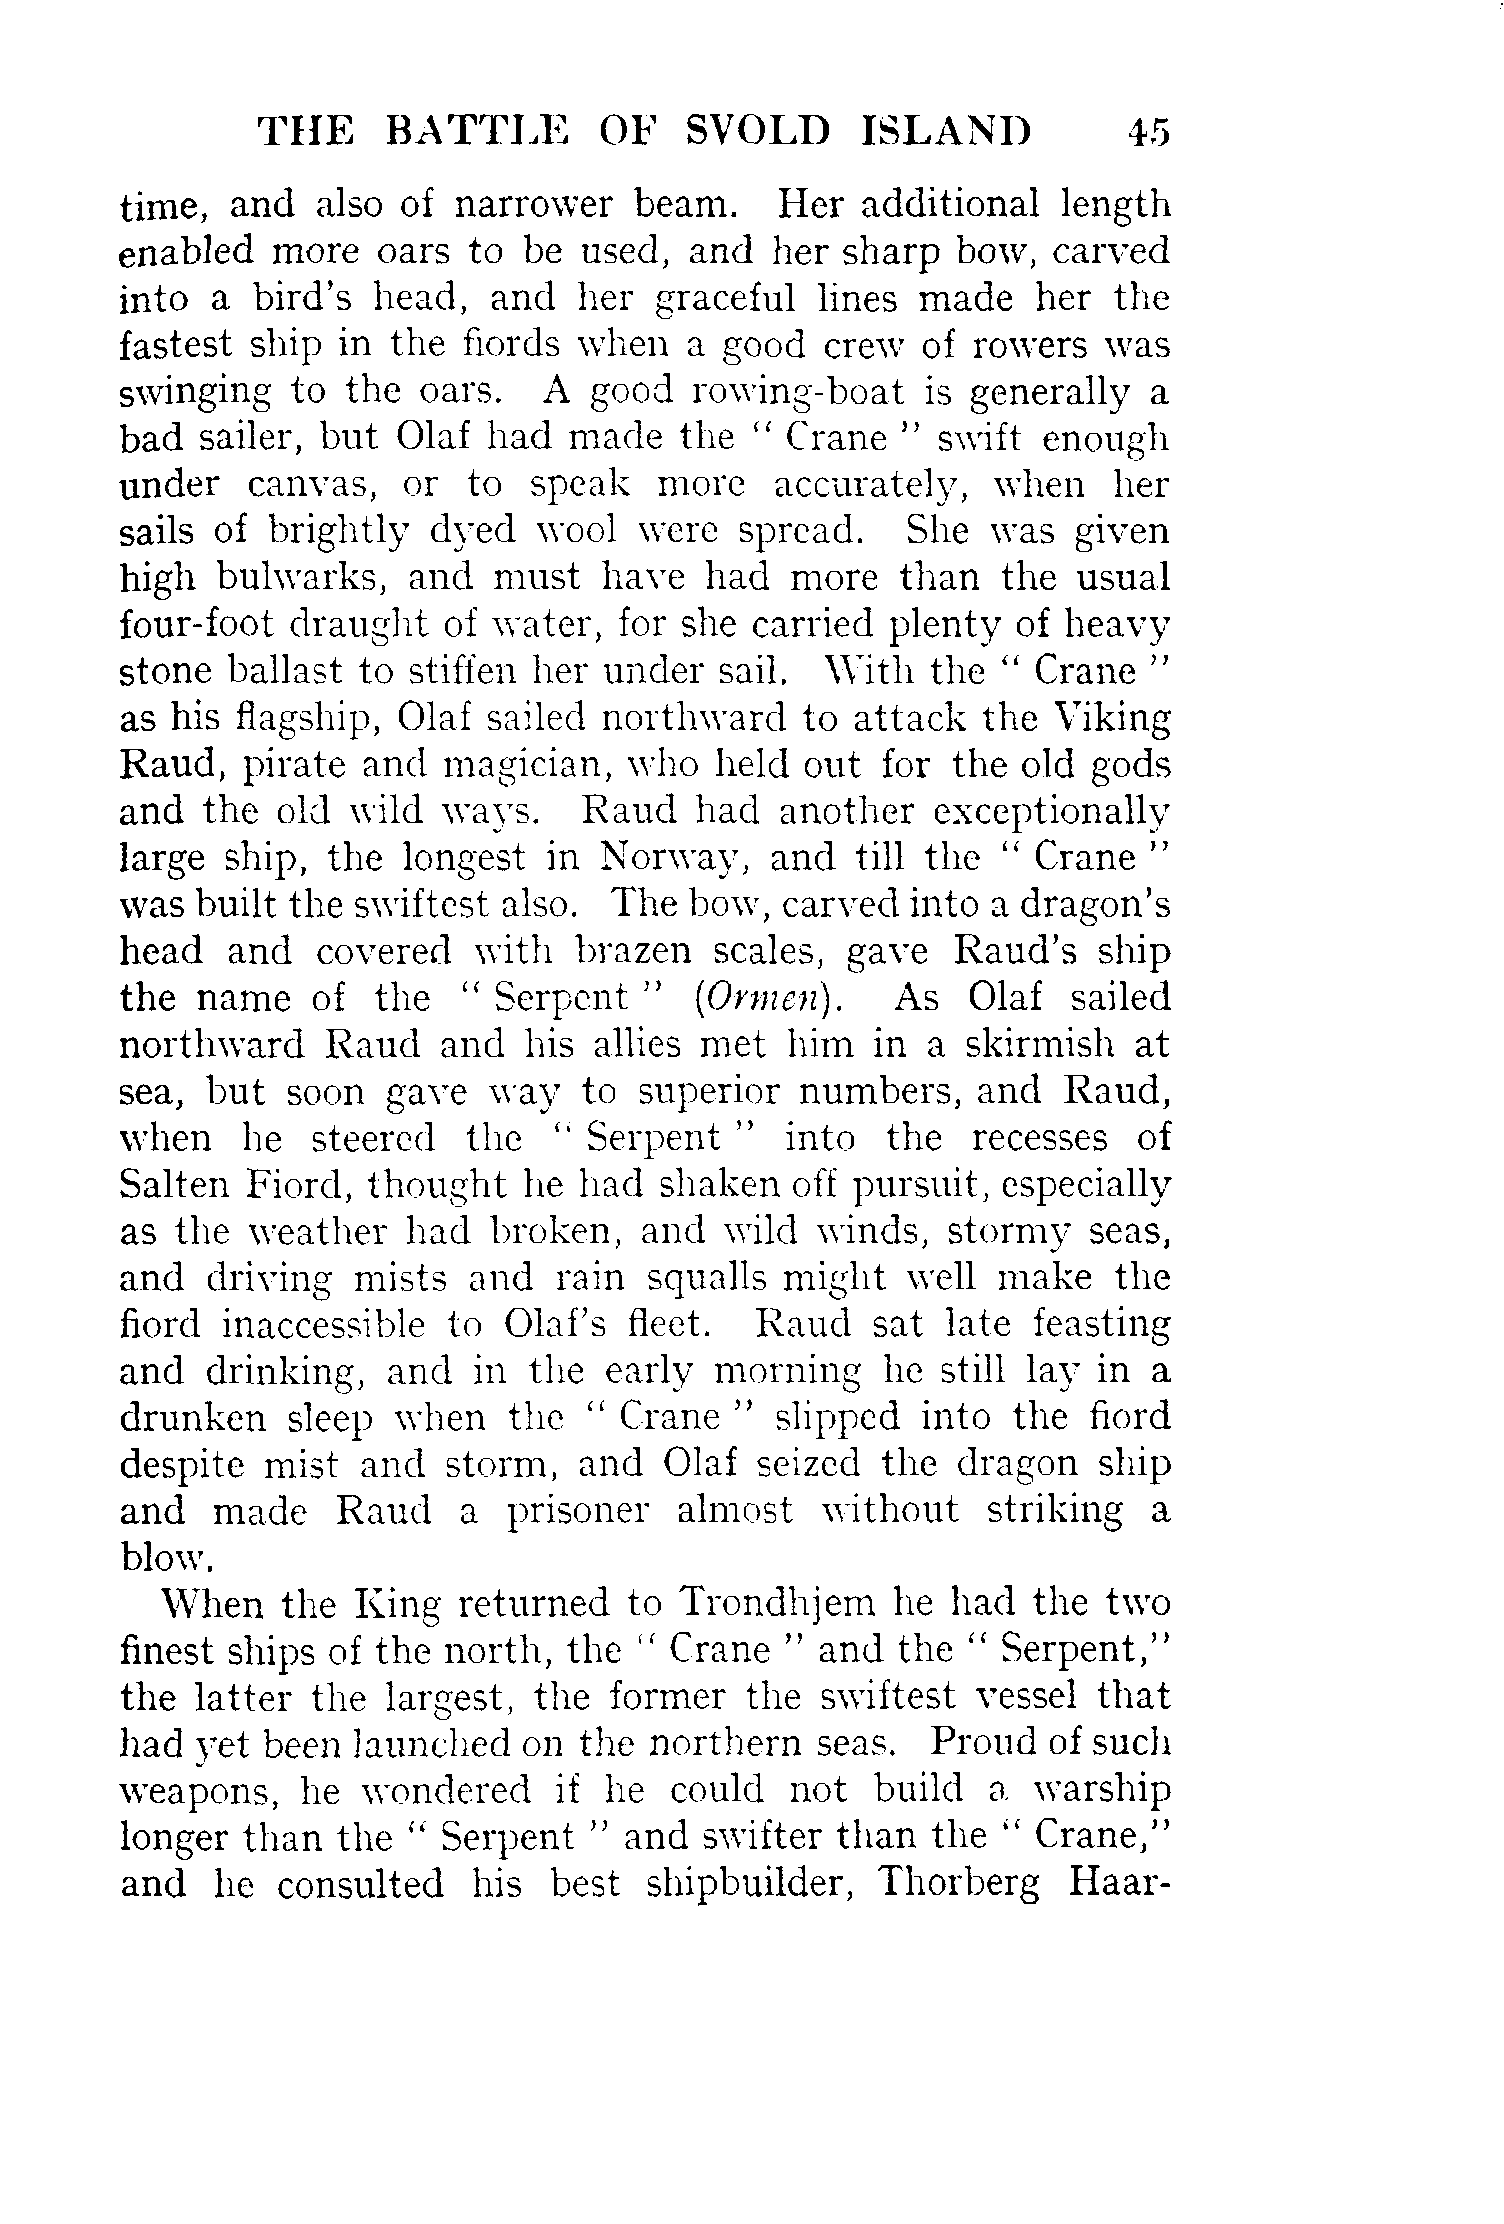 THE BATTLE OF SVOLD ISLAND 45
time, and also of narrower beam. Her additional length
enabled more oars to be used, and her sharp bow, carved
into a bird's head, and her graceful lines made her the
fastest ship in the fiords when a good crew of rowers was
swinging to the oars. A good rowing-boat is generally a
bad sailer, but Olaf had made the “ Crane ” swift enough
under canvas, or to speak more accurately, when her
sails of brightly dyed wool were spread. She was given
high bulwarks, and must have had more than the usual
four-foot draught of water, for she carried plenty of heavy
stone ballast to stiffen her under sail. With the “ Crane ”
as his flagship, Olaf sailed northward to attack the Viking
Raud, pirate and magician, who held out for the old gods
and the old wild ways. Raud had another exceptionally
large ship, the longest in Norway, and till the “ Crane ”
was built the swiftest also. The bow, carved into a dragon's
head and covered with brazen scales, gave Raud's ship
the name of the “ Serpent ” (Ormen). As Olaf sailed
northward Raud and his allies met him in a skirmish at
sea, but soon gave way to superior numbers, and Raud,
when he steered the “ Serpent ” into the recesses of
Salten Fiord, thought he had shaken off pursuit, especially
as the weather had broken, and wild winds, stormy seas,
and driving mists and rain squalls might well make the
fiord inaccessible to Olaf's fleet. Raud sat late feasting
and drinking, and in the early morning he still lay in a
drunken sleep when the “ Crane ” slipped into the fiord
despite mist and storm, and Olaf seized the dragon ship
and made Raud a prisoner almost without striking a
blow.
When the King returned to Trondhjem he had the two
finest ships of the north, the “ Crane ” and the “ Serpent,”
the latter the largest, the former the swiftest vessel that
had yet been launched on the northern seas. Proud of such
weapons, he wondered if he could not build a warship
longer than the “ Serpent ” and swifter than the “ Crane,”
and he consulted his best shipbuilder, Thorberg Haar-